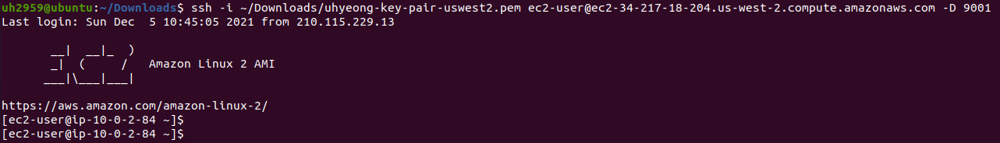 uh2959@ubuntu:~/Downloads$ ssh -i ~/Downloads/uhyeong-key-pair-uswest2.pem ec2-user@ec2-34-217-18-204.us-west-2.compute.amazonaws.com -D 9001
Last login: Sun Dec  5 10:45:05 2021 from 210.115.229.13

       __|  __|_  )
       _|  (     /   Amazon Linux 2 AMI
      ___|\___|___|

https://aws.amazon.com/amazon-linux-2/
[ec2-user@ip-10-0-2-84 ~]$
[ec2-user@ip-10-0-2-84 ~]$